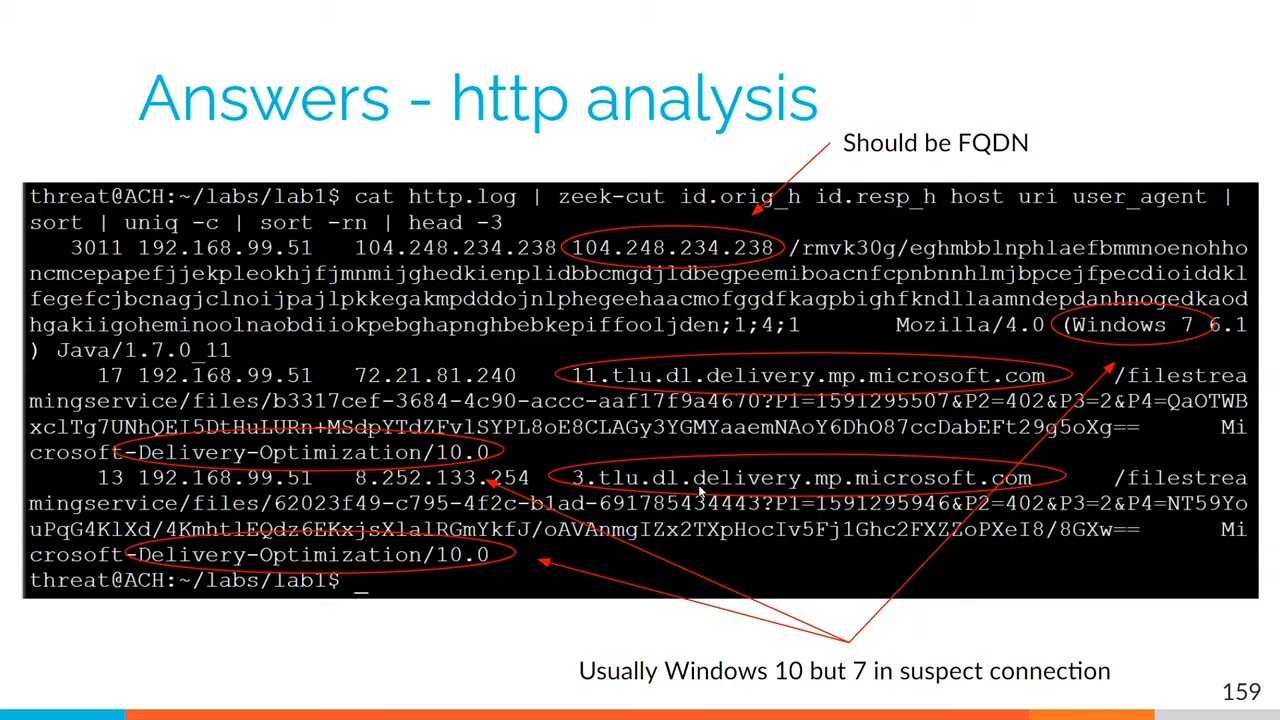 Answers - http analysis
Should be FQDN
threat@ACH:~/labs/lab1$ cat http.log | zeek-cut id.orig_h id.resp_h host uri user_agent |
sort | uniq -c | sort -rn | head -3
3011 192.168.99.51 104.248.234.238 104.248.234.238 /rmvk30g/eghmbblnphlaefbmmnoenohho
ncmcepapefjjekpleokhjfjmnmijghedkienplidbbcmgdjldbegpeemiboacnfcpnbnnhlmjbpcejfpecdioiddkl
fegefcjbcnagjclnoijpajlpkkegakmpdddojnlphegeehaacmofggdfkagpbighfkndllaamndepdanhnogedkaod
hgakiigoheminoolnaobdiiokpebghapnghbebkepiffooljden;1;4;1 Mozilla/4.0 (Windows 7 6.1
) Java/1.7.0_11
17 192.168.99.51 72.21.81.240 11.tlu.dl.delivery.mp.microsoft.com /filestrea
mingservice/files/b3317cef-3684-4c90-accc-aaf17f9a4670?P1=1591295507&P2=402&P3=2&P4=QaOTWB
xclTg7UNhQEI5DtHuLURn+MSdpYTdZFvlSYPL8oE8CLAGy3YGMYaaemNAoY6DhO87ccDabEFt29g5oXg== Mi
crosoft-Delivery-Optimization/10.0
13 192.168.99.51 8.252.133.254 3.tlu.dl.delivery.mp.microsoft.com /filestrea
mingservice/files/62023f49-c795-4f2c-b1ad-691785434443?P1=1591295946&P2=402&P3=2&P4=NT59Yo
uPqG4KlXd/4KmhtlEQdz6EKxjsXlalRGmYkfJ/oAVAnmgIZx2TXpHocIv5Fj1Ghc2FXZZoPXeI8/8GXw== Mi
crosoft-Delivery-Optimization/10.0
threat@ACH:~/labs/lab1$ _
Usually Windows 10 but 7 in suspect connection
159